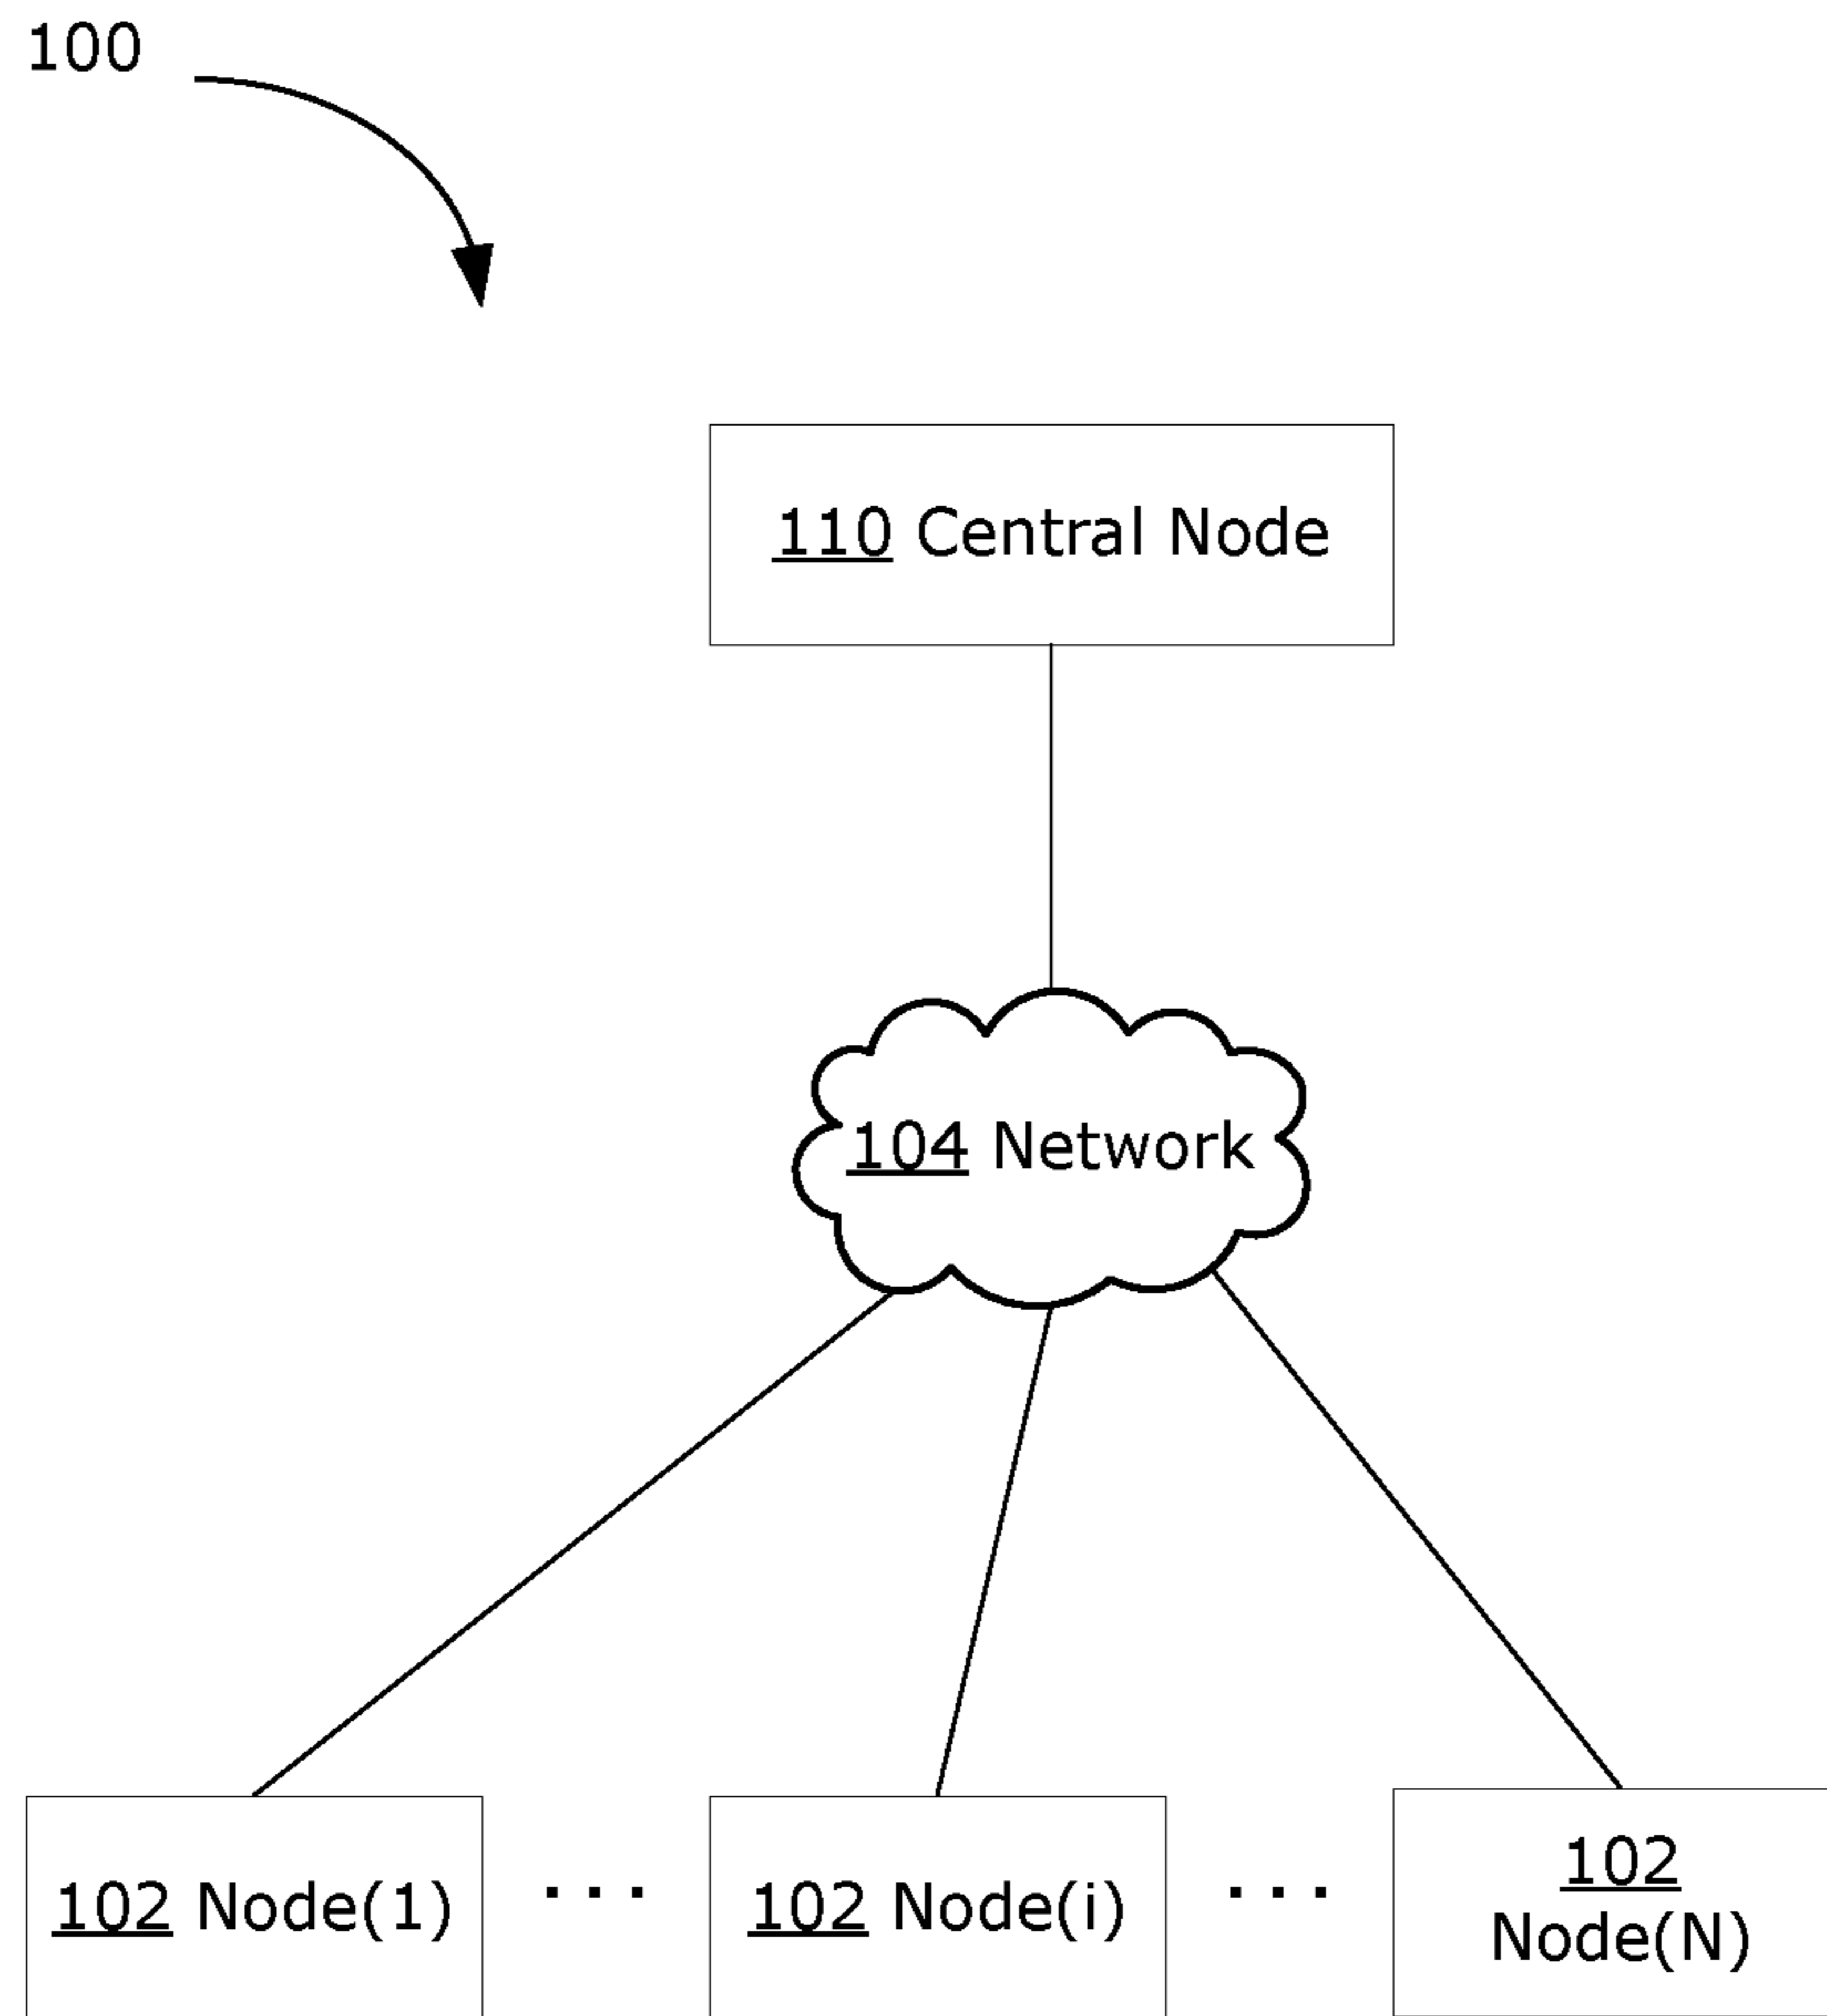 100
110 Central Node
104 Network
102 Node(1)
...
102 Node(i)
...
102
Node(N)